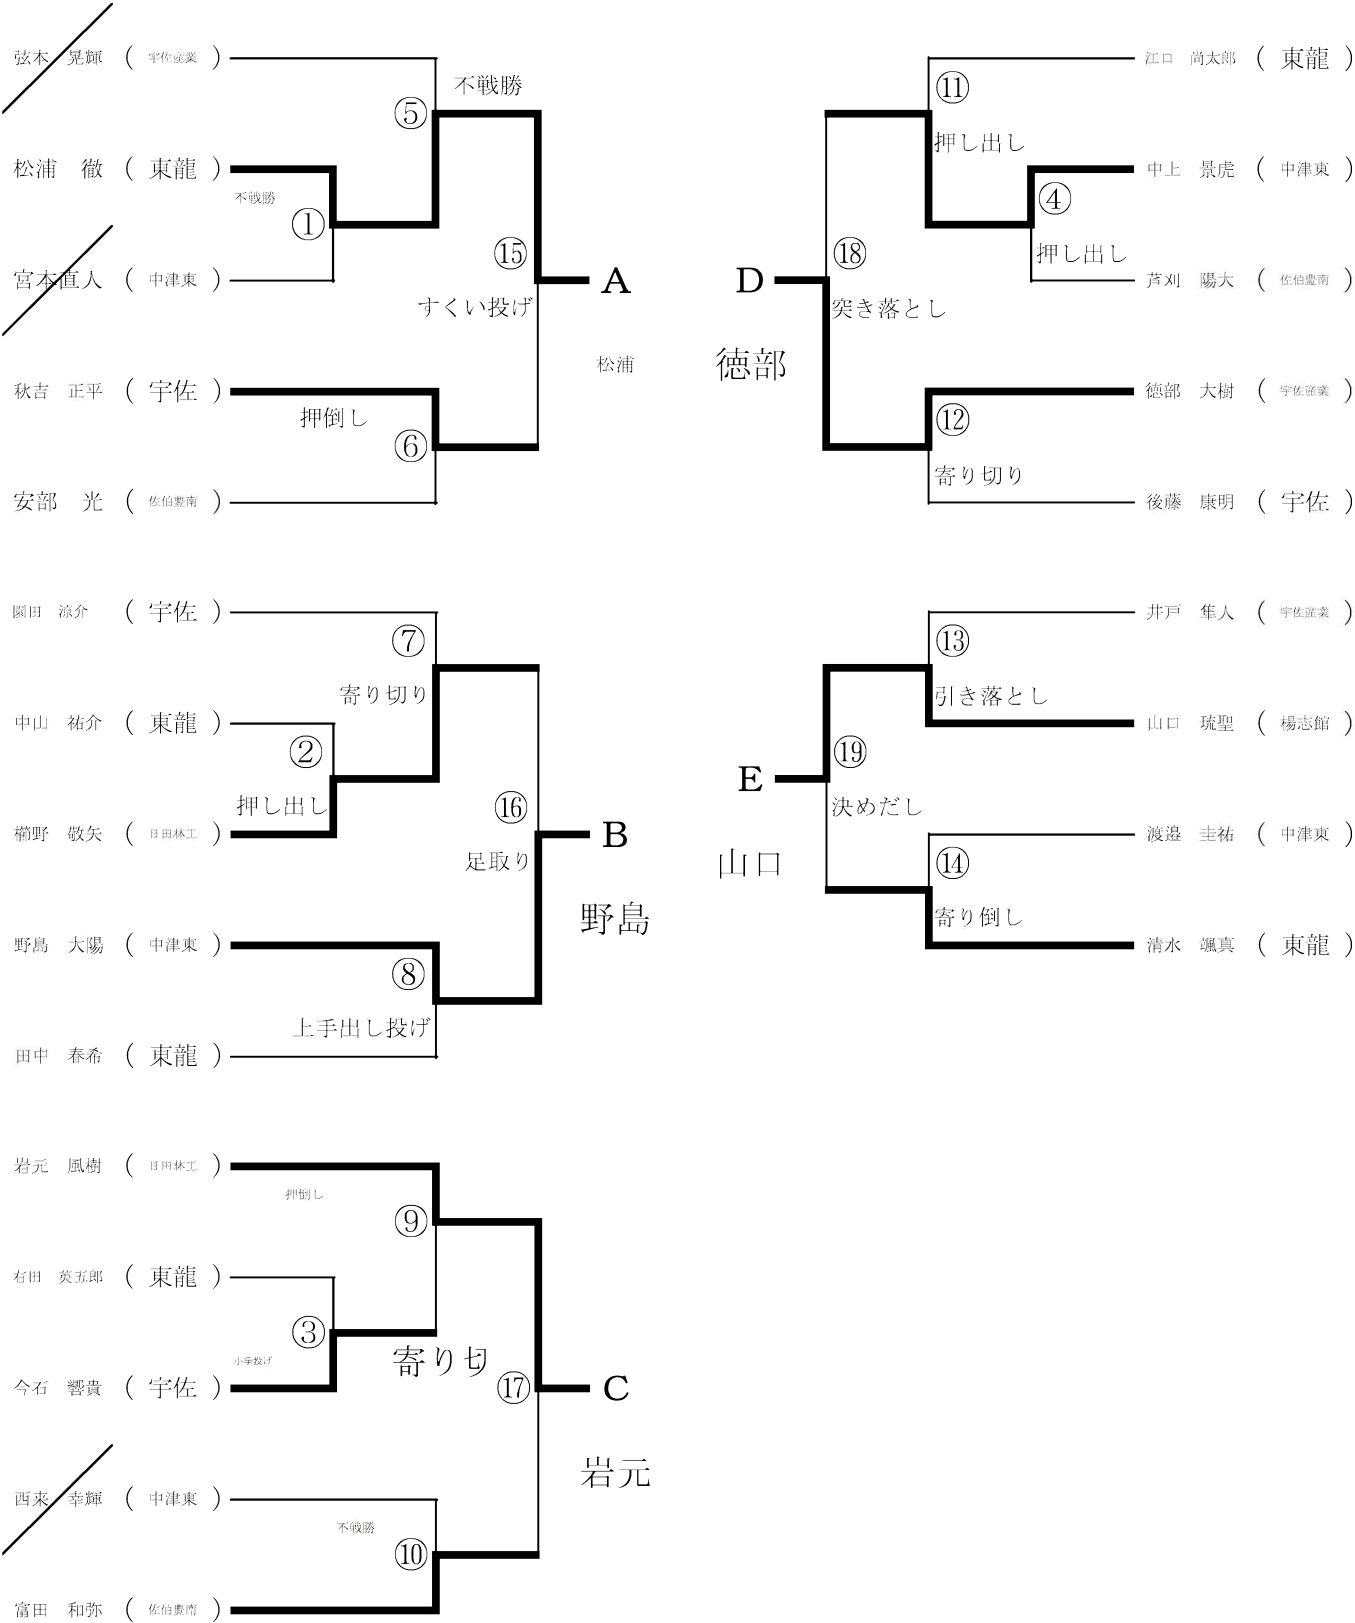 弦本 晃輝 ( 宇佐産業 )
不戦勝
⑤
松浦 徹 ( 東龍 )
不戦勝
①
宮本直人 ( 中津東 )
⑮
A
すくい投げ
松浦
秋吉 正平 ( 宇佐 )
押倒し
⑥
安部 光 ( 佐伯豊南 )
園田 涼介 ( 宇佐 )
⑦
寄り切り
中山 祐介 ( 東龍 )
②
押し出し
櫛野 敬矢 ( 日田林工 )
⑯
B
足取り
野島
野島 大陽 ( 中津東 )
⑧
上手出し投げ
田中 春希 ( 東龍 )
岩元 風樹 ( 日田林工 )
押倒し
⑨
右田 英五郎 ( 東龍 )
③
小手投げ
寄り切
今石 響貴 ( 宇佐 )
⑰
C
岩元
西来 幸輝 ( 中津東 )
不戦勝
⑩
富田 和弥 ( 佐伯豊南 )
江口 尚太郎 ( 東龍 )
⑪
押し出し
中上 景虎 ( 中津東 )
④
押し出し
芦刈 陽大 ( 佐伯豊南 )
⑱
D
突き落とし
徳部
徳部 大樹 ( 宇佐産業 )
⑫
寄り切り
後藤 康明 ( 宇佐 )
井戸 隼人 ( 宇佐産業 )
⑬
引き落とし
山口 琉聖 ( 楊志館 )
⑲
E
決めだし
山口
渡邉 圭祐 ( 中津東 )
⑭
寄り倒し
清水 颯真 ( 東龍 )